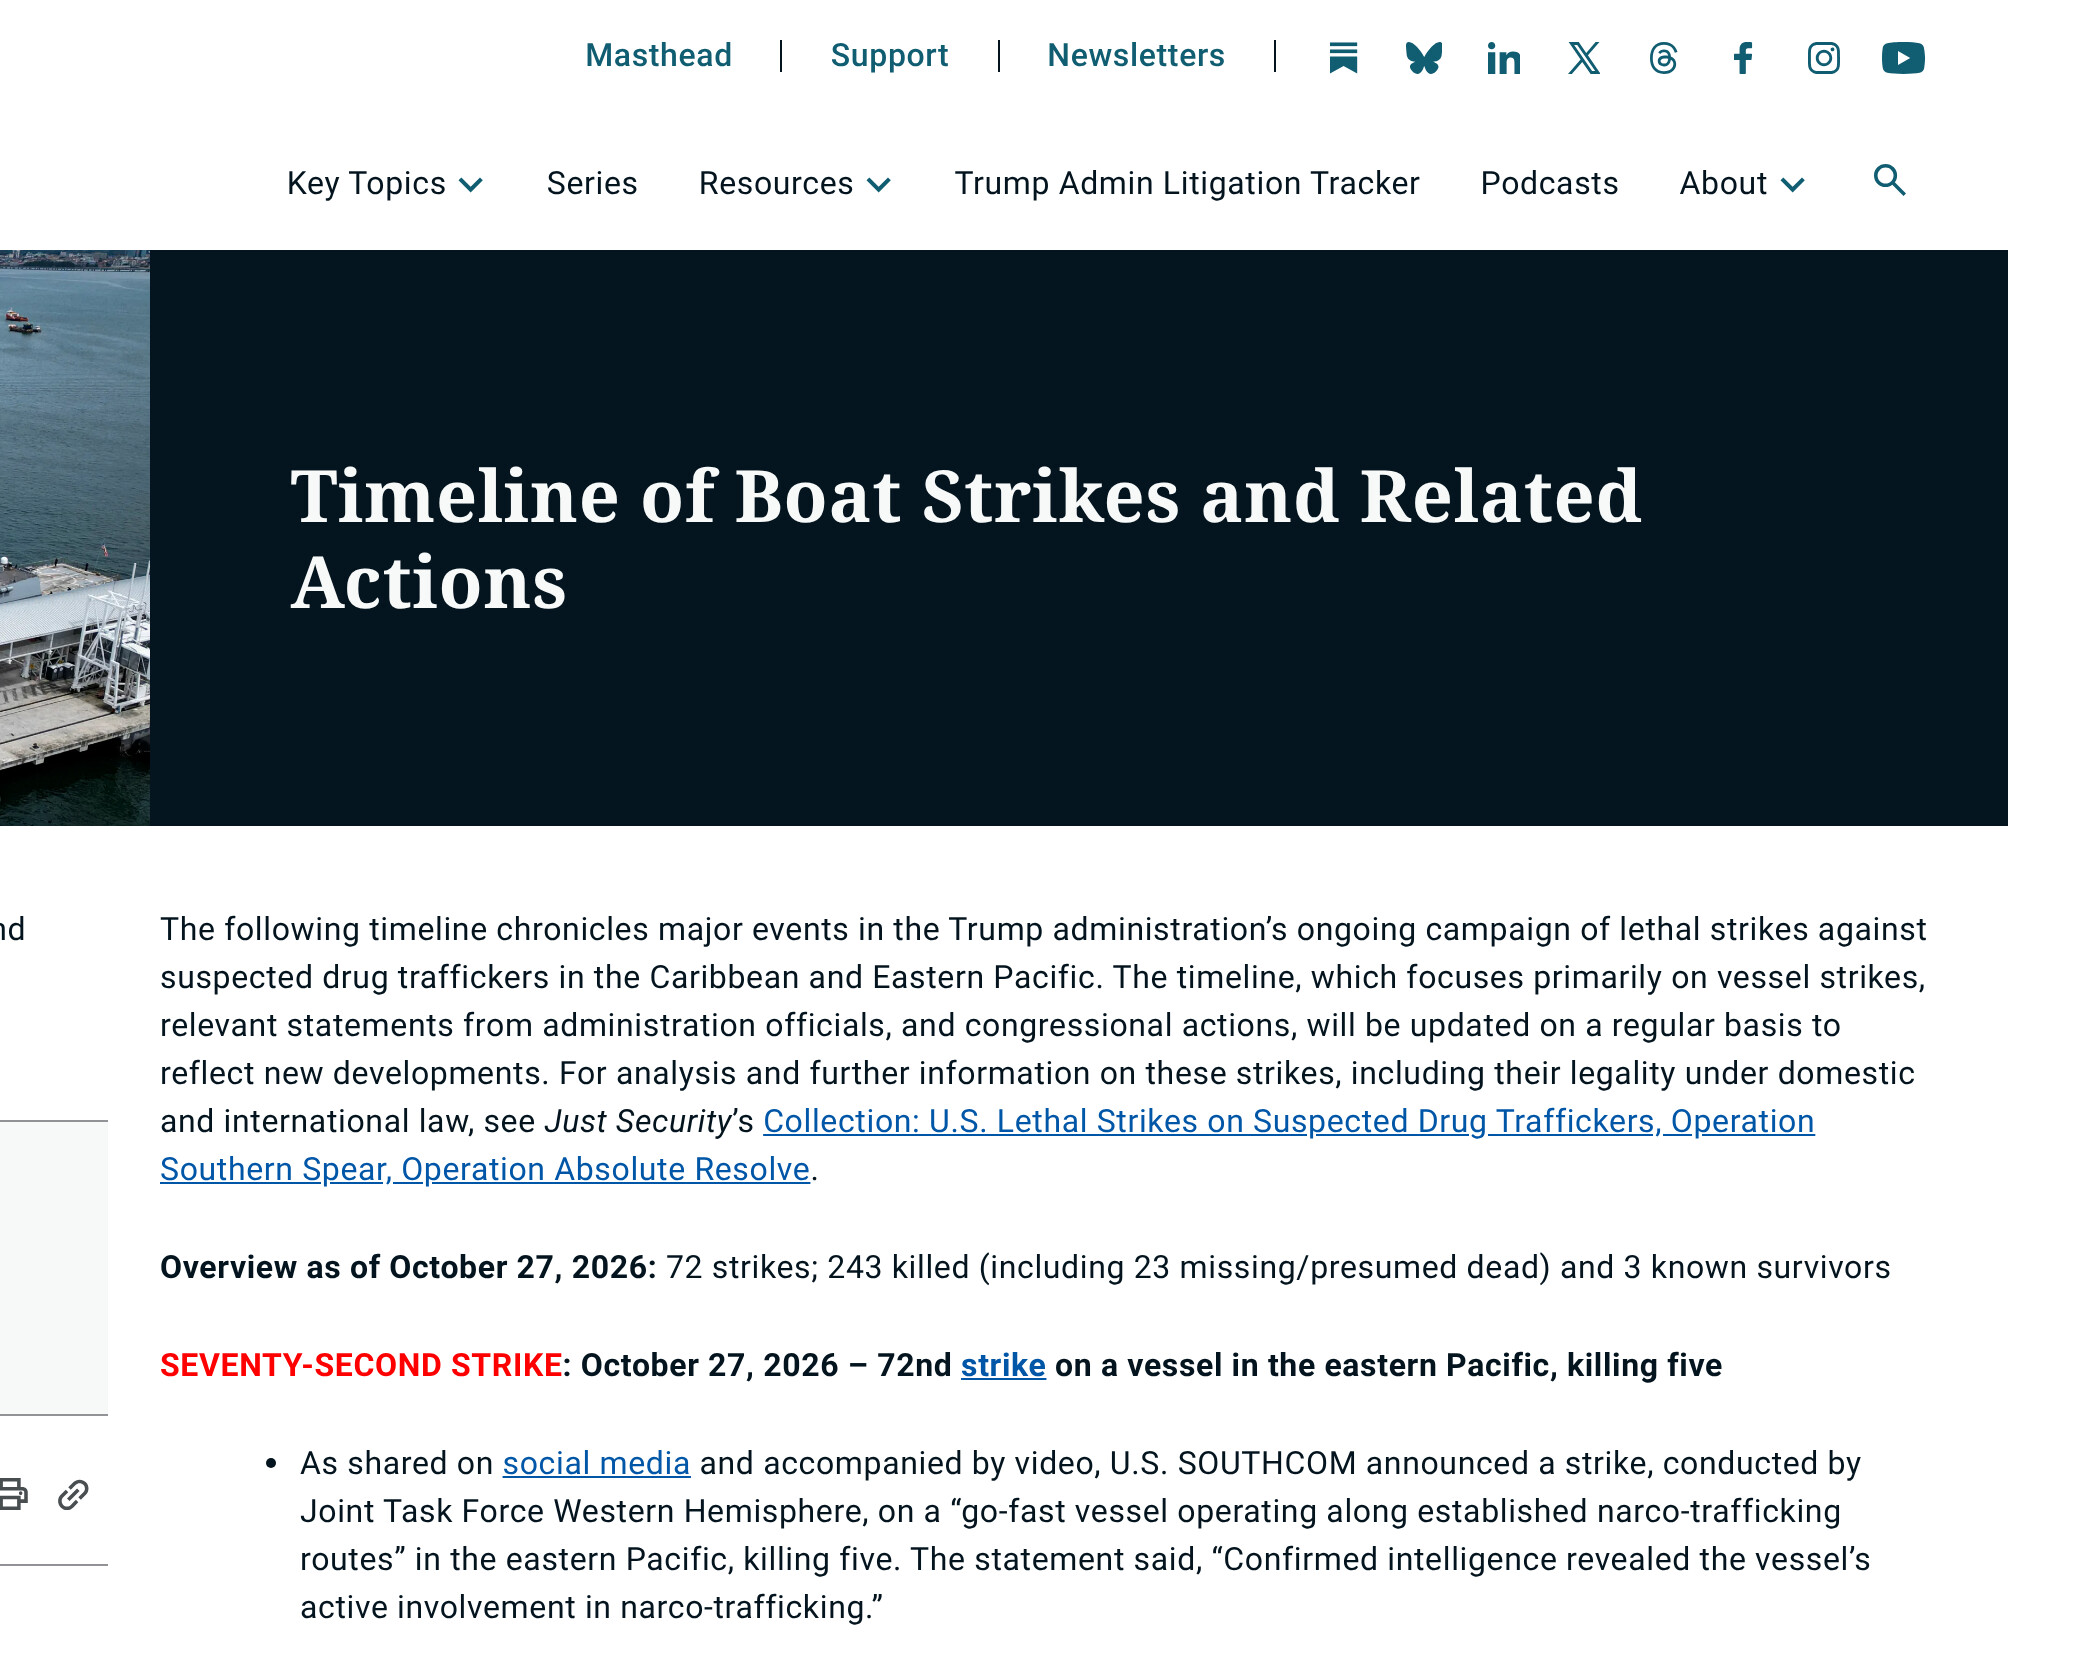 Masthead | Support | Newsletters |
Key Topics Series Resources Trump Admin Litigation Tracker Podcasts About
Timeline of Boat Strikes and Related
Actions
nd
The following timeline chronicles major events in the Trump administration’s ongoing campaign of lethal strikes against
suspected drug traffickers in the Caribbean and Eastern Pacific. The timeline, which focuses primarily on vessel strikes,
relevant statements from administration officials, and congressional actions, will be updated on a regular basis to
reflect new developments. For analysis and further information on these strikes, including their legality under domestic
and international law, see Just Security’s Collection: U.S. Lethal Strikes on Suspected Drug Traffickers, Operation
Southern Spear, Operation Absolute Resolve.
Overview as of October 27, 2026: 72 strikes; 243 killed (including 23 missing/presumed dead) and 3 known survivors
SEVENTY-SECOND STRIKE: October 27, 2026 – 72nd strike on a vessel in the eastern Pacific, killing five
• As shared on social media and accompanied by video, U.S. SOUTHCOM announced a strike, conducted by
Joint Task Force Western Hemisphere, on a “go-fast vessel operating along established narco-trafficking
routes” in the eastern Pacific, killing five. The statement said, “Confirmed intelligence revealed the vessel’s
active involvement in narco-trafficking.”